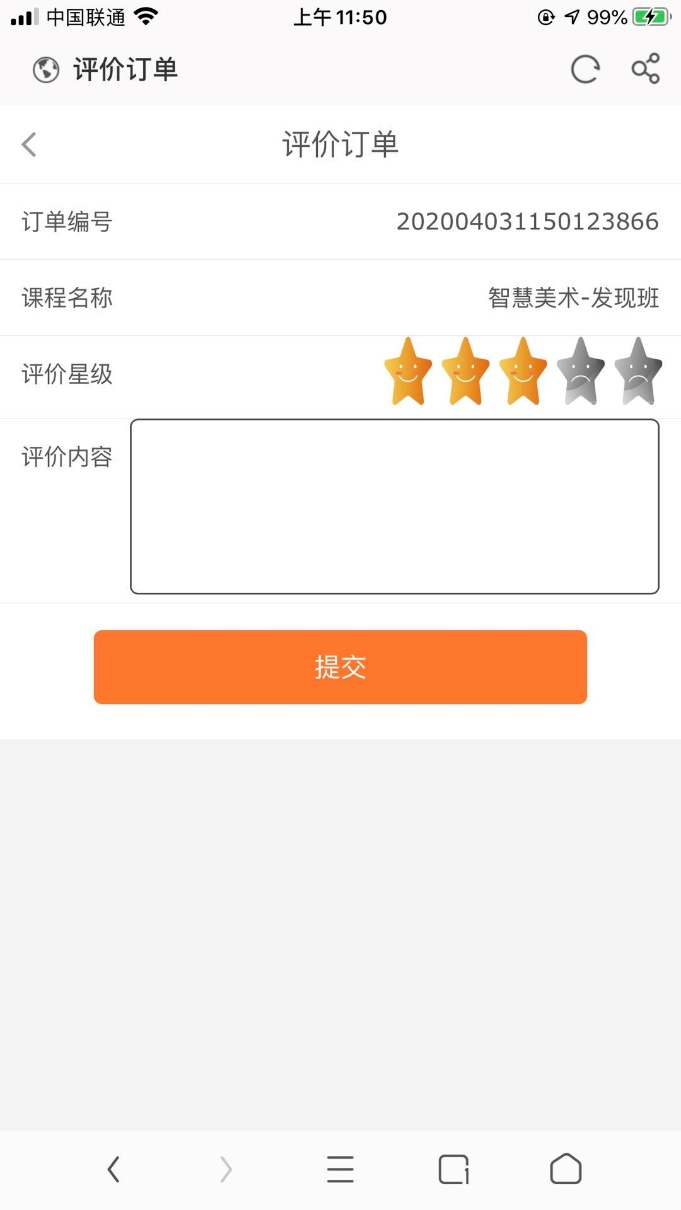 中国联通 上午 11:50 99%
评价订单
评价订单
订单编号 202004031150123866
课程名称 智慧美术-发现班
评价星级
评价内容
提交
1